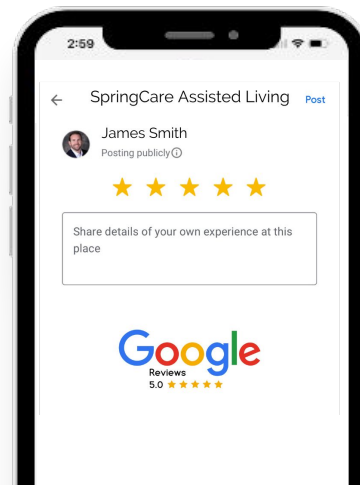 2:59
SpringCare Assisted Living
Post
James Smith
Posting publicly
Share details of your own experience at this
place
Google
Reviews
5.0